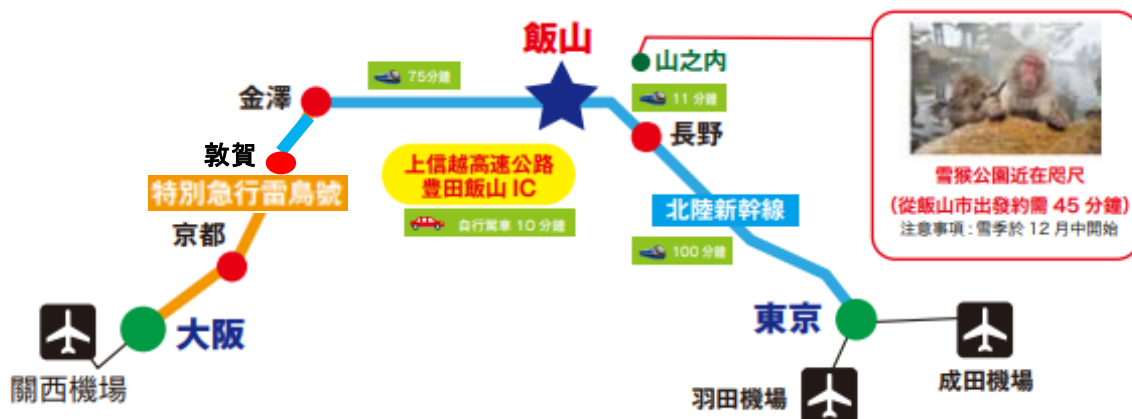 飯山
山之内
75分鐘
11 分鐘
金澤
長野
敦賀
上信越高速公路
豊田飯山 IC
自行駕車 10 分鐘
特別急行雷鳥號
京都
北陸新幹線
100 分鐘
雪猴公園近在咫尺
(從飯山市出發約需 45 分鐘)
注意事項 : 雪季於 12 月中開始
大阪
東京
關西機場
羽田機場
成田機場